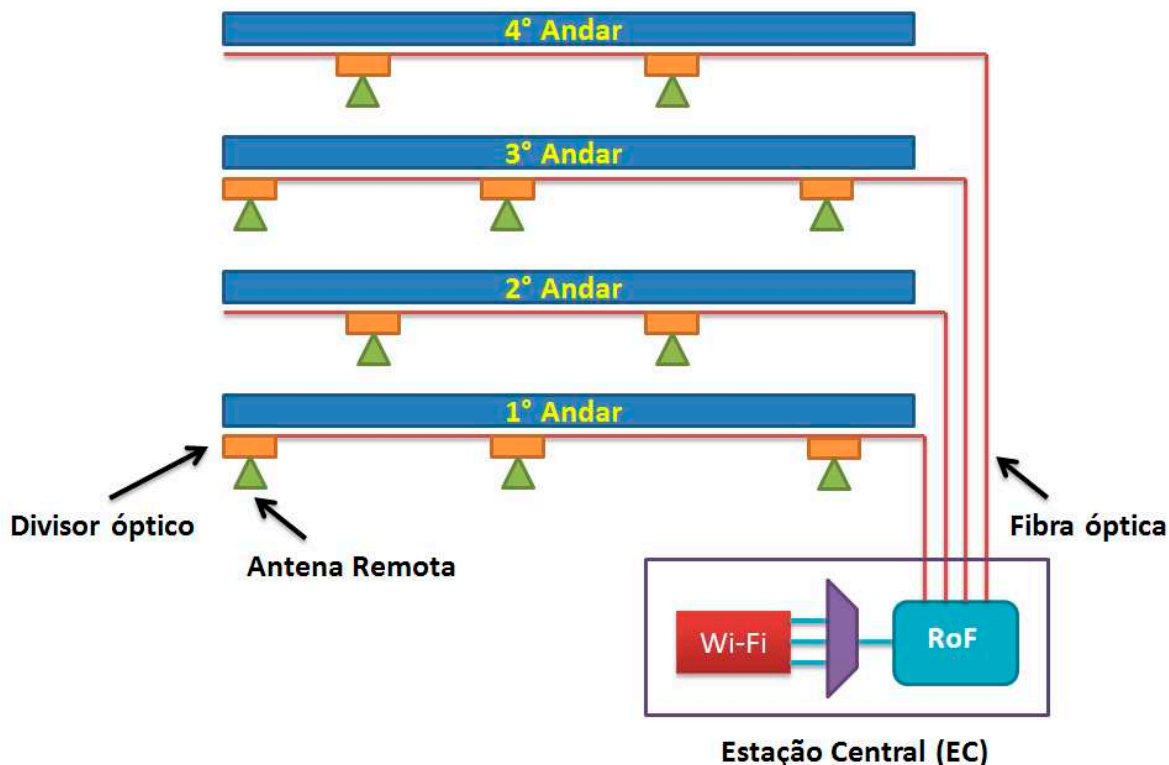 4° Andar
3° Andar
2° Andar
1° Andar
Divisor óptico
Antena Remota
Fibra óptica
Wi-Fi
RoF
Estação Central (EC)